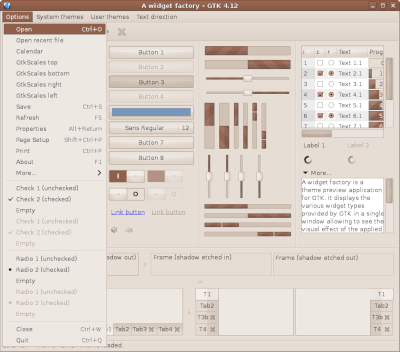 A widget factory – GTK 4.12
Options System themes User themes Text direction
Open Ctrl+O
Open recent file
Calendar
GtkScales top
GtkScales bottom
GtkScales right
GtkScales left
Save Ctrl+S
Refresh F5
Properties Alt+Return
Page Setup Shift+Ctrl+P
Print Ctrl+P
About F1
More...
Check 1 (unchecked)
Check 2 (checked)
Empty
Check 1 (unchecked)
Check 2 (checked)
Empty
Radio 1 (unchecked)
Radio 2 (checked)
Empty
Radio 1 (unchecked)
Radio 2 (checked)
Empty
Close Ctrl+W
Quit Ctrl+Q
Button 1
Button 2
Button 3
Button 4
Sans Regular 12
Button 7
Button 8
Link button Link button
i c r Text Prog
1 Text 1.1
2 Text 2.1 1
3 Text 3.1
4 Text 4.1
5 Text 5.1
6 Text 6.1
7
Label 1 Label 2
More...
A widget factory is a
theme preview application
for GTK. It displays the
various widget types
provided by GTK in a single
window allowing to see the
visual effect of the applied
dow out)
Frame (shadow etched in)
Frame (shadow etched out)
Tab2 Tab3
Tab4
T1
Tab2
T3b
T4
T1
Tab2
T3b
T4
aded.